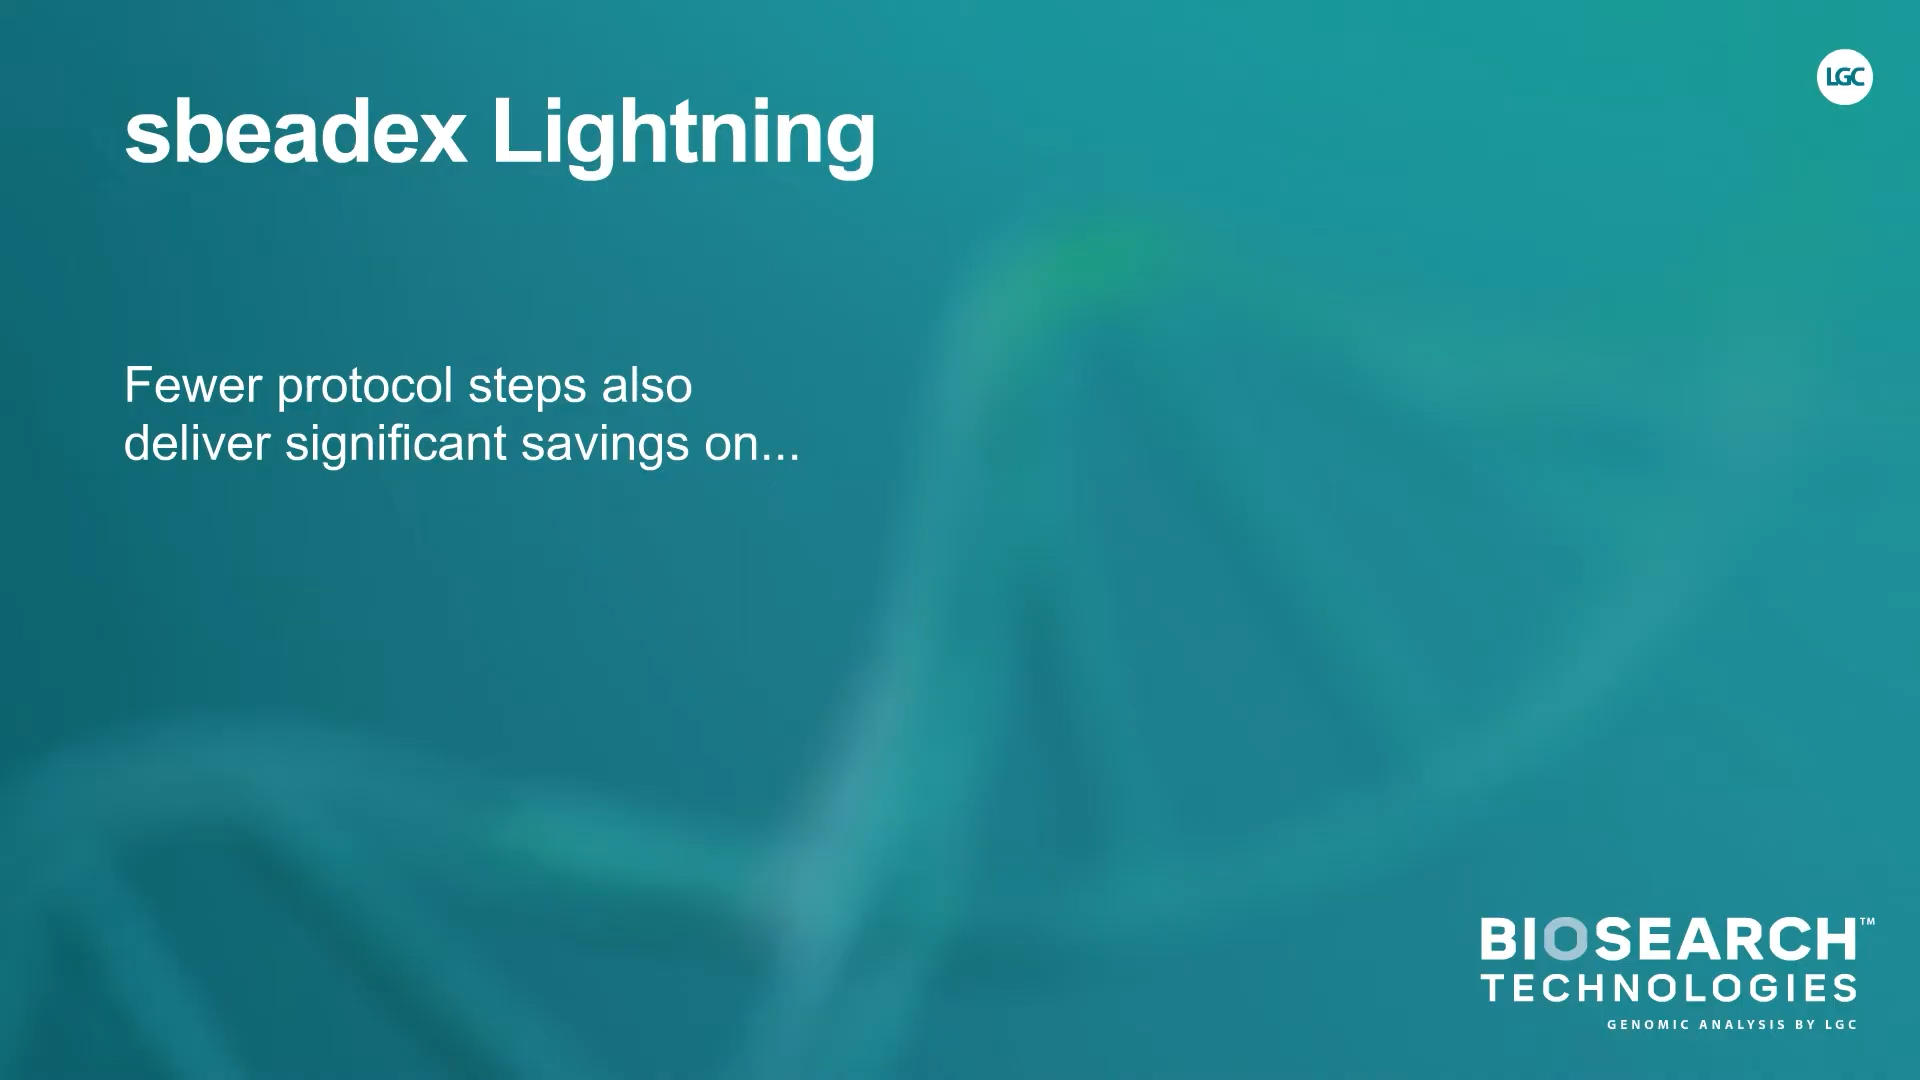 sbeadex Lightning
LGC
Fewer protocol steps also
deliver significant savings on...
BIOSEARCH™
TECHNOLOGIES
GENOMIC ANALYSIS BY LGC